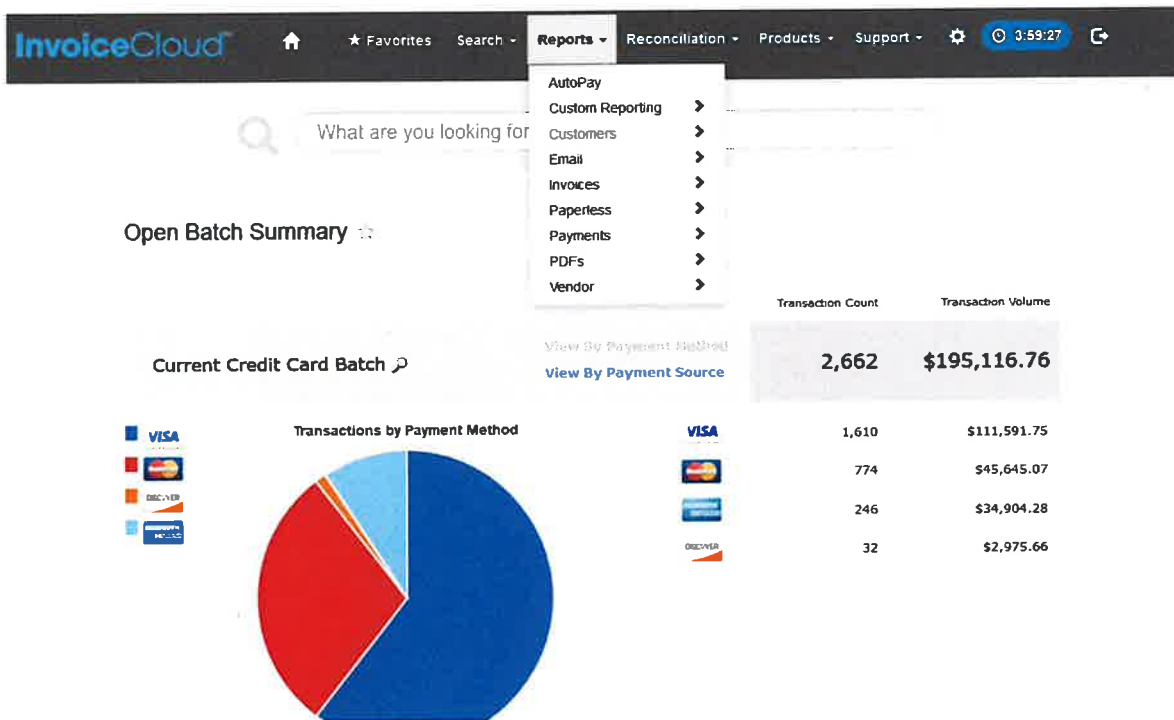 InvoiceCloud
★ Favorites Search Reports Reconciliation Products Support 3:59:27
AutoPay
Custom Reporting
What are you looking for
Customers
Email
Invoices
Paperless
Payments
PDFs
Vendor
Open Batch Summary
Transaction Count Transaction Volume
Current Credit Card Batch
View By Payment Method
View By Payment Source
2,662 $195,116.76
Transactions by Payment Method
VISA
DISCOVER
VISA 1,610 $111,591.75
774 $45,645.07
246 $34,904.28
DISCOVER 32 $2,975.66